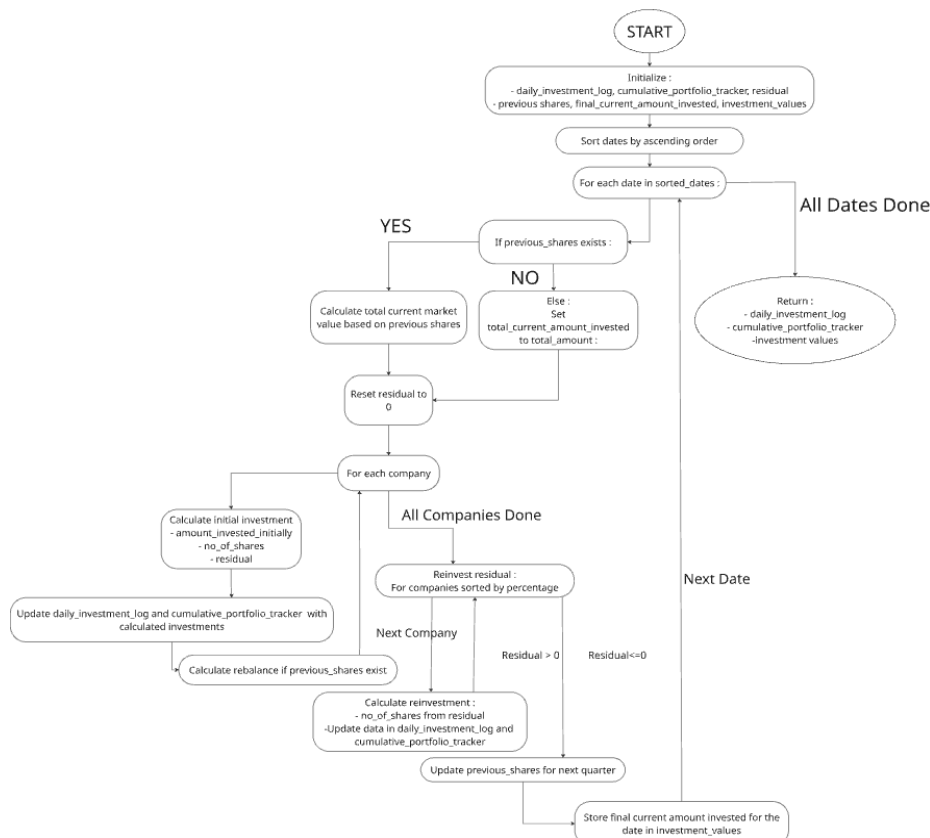 START
Initialize :
- daily_investment_log, cumulative_portfolio_tracker, residual
- previous shares, final_current_amount_invested, investment_values
Sort dates by ascending order
For each date in sorted_dates :
All Dates Done
YES
If previous_shares exists :
NO
Calculate total current market
value based on previous shares
Else :
Set
total_current_amount_invested
to total_amount :
Return :
- daily_investment_log
- cumulative_portfolio_tracker
-investment values
Reset residual to
0
For each company
All Companies Done
Calculate initial investment
- amount_invested_initially
- no_of_shares
- residual
Reinvest residual :
For companies sorted by percentage
Next Date
Update daily_investment_log and cumulative_portfolio_tracker with
calculated investments
Next Company
Residual > 0
Residual<=0
Calculate rebalance if previous_shares exist
Calculate reinvestment :
- no_of_shares from residual
-Update data in daily_investment_log and
cumulative_portfolio_tracker
Update previous_shares for next quarter
Store final current amount invested for the
date in investment_values